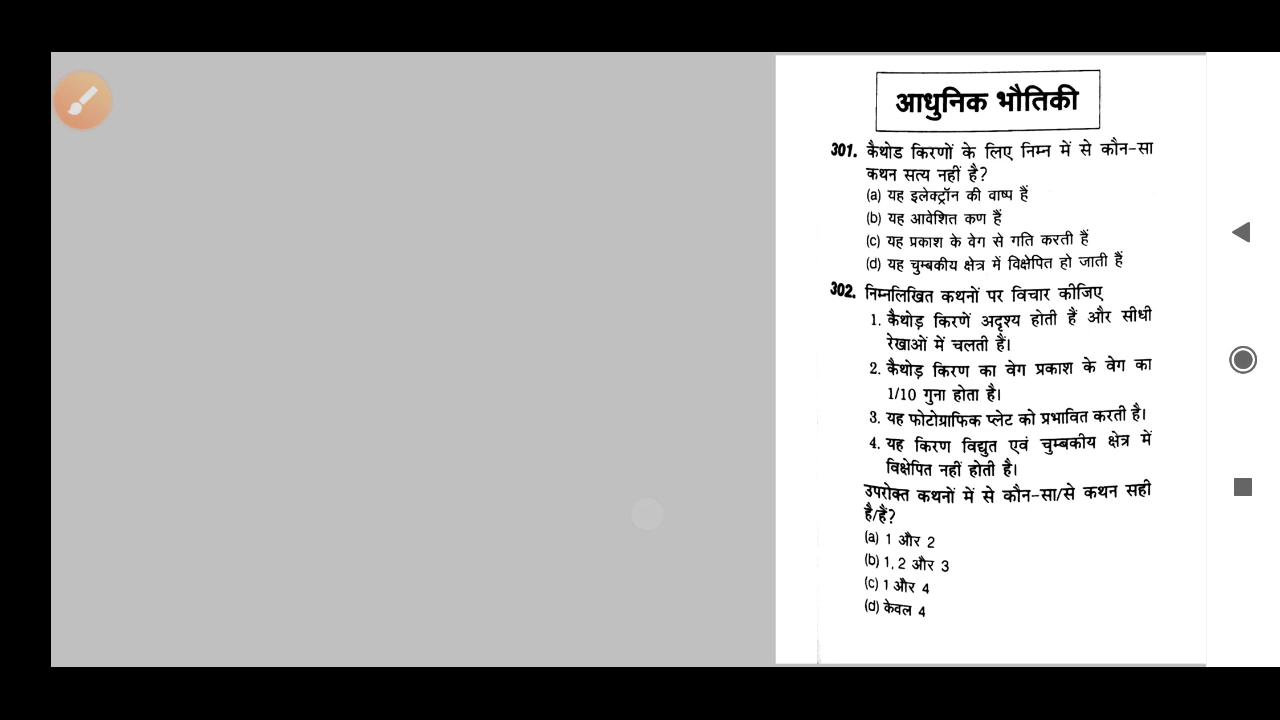 आधुनिक भौतिकी
301. कैथोड किरणों के लिए निम्न में से कौन-सा
कथन सत्य नहीं है?
(a) यह इलेक्ट्रॉन की वाष्प हैं
(b) यह आवेशित कण हैं
(c) यह प्रकाश के वेग से गति करती हैं
(d) यह चुम्बकीय क्षेत्र में विक्षेपित हो जाती हैं
302. निम्नलिखित कथनों पर विचार कीजिए
1. कैथोड़ किरणें अदृश्य होती हैं और सीधी
रेखाओं में चलती हैं।
2. कैथोड़ किरण का वेग प्रकाश के वेग का
1/10 गुना होता है।
3. यह फोटोग्राफिक प्लेट को प्रभावित करती है।
4. यह किरण विद्युत एवं चुम्बकीय क्षेत्र में
विक्षेपित नहीं होती है।
उपरोक्त कथनों में से कौन-सा/से कथन सही
है/हैं?
(a) 1 और 2
(b) 1, 2 और 3
(c) 1 और 4
(d) केवल 4